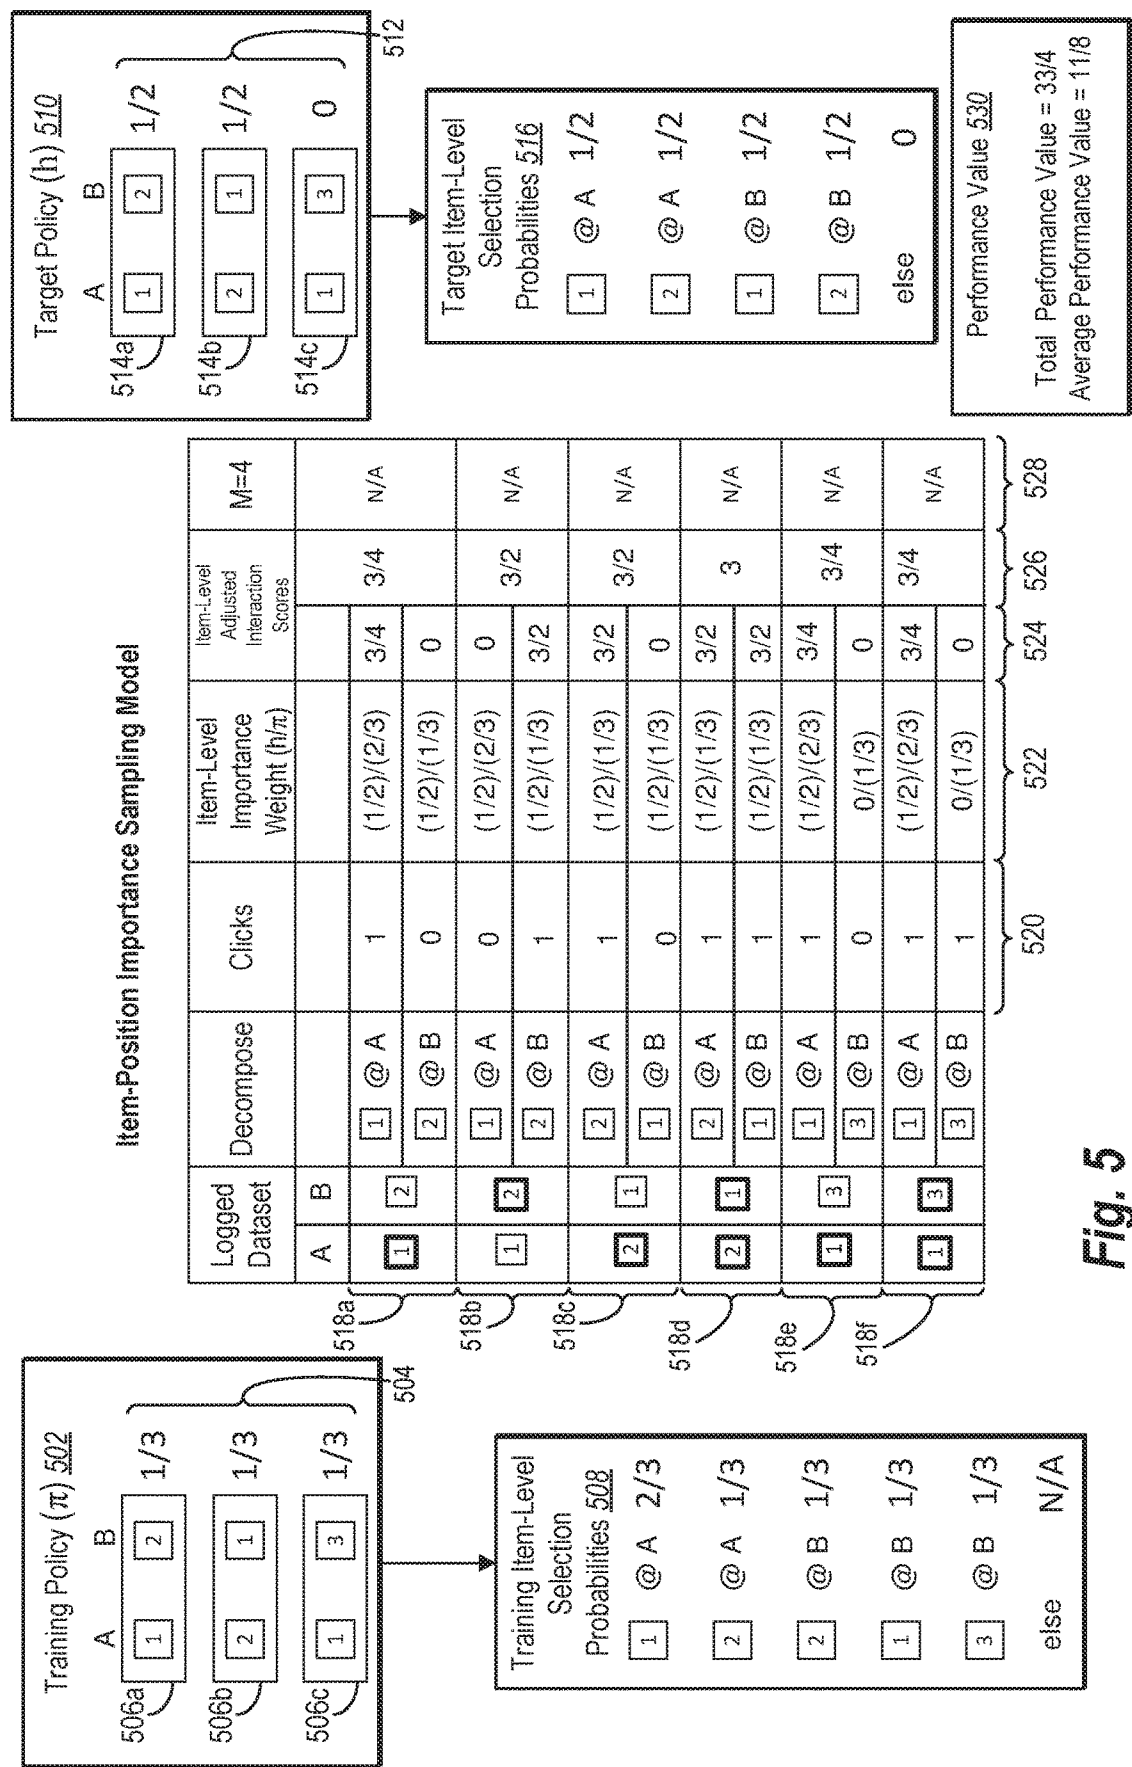 Item-Position Importance Sampling Model
Training Policy (π) 502
A B
506a 1 2 1/3
506b 2 1 1/3
506c 1 3 1/3
504
Training Item-Level
Selection
Probabilities 508
1 @ A 2/3
2 @ A 1/3
2 @ B 1/3
1 @ B 1/3
3 @ B 1/3
else N/A
Logged Dataset Decompose Clicks Item-Level Importance Weight (h/π) Item-Level Adjusted Interaction Scores M=4
A B
518a 1 2 1 @ A 1 (1/2)/(2/3) 3/4 3/4 N/A
2 @ B 0 (1/2)/(1/3) 0
518b 1 2 1 @ A 0 (1/2)/(2/3) 0 3/2 N/A
2 @ B 1 (1/2)/(1/3) 3/2
518c 2 1 2 @ A 1 (1/2)/(1/3) 3/2 3/2 N/A
1 @ B 0 (1/2)/(1/3) 0
518d 2 1 2 @ A 1 (1/2)/(1/3) 3/2 3 N/A
1 @ B 1 (1/2)/(1/3) 3/2
518e 1 3 1 @ A 1 (1/2)/(2/3) 3/4 3/4 N/A
3 @ B 0 0/(1/3) 0
518f 1 3 1 @ A 1 (1/2)/(2/3) 3/4 3/4 N/A
3 @ B 1 0/(1/3) 0
520 522 524 526 528
Target Policy (h) 510
A B
514a 1 2 1/2
514b 2 1 1/2
514c 1 3 0
512
Target Item-Level
Selection
Probabilities 516
1 @ A 1/2
2 @ A 1/2
1 @ B 1/2
2 @ B 1/2
else 0
Performance Value 530
Total Performance Value = 33/4
Average Performance Value = 11/8
Fig. 5